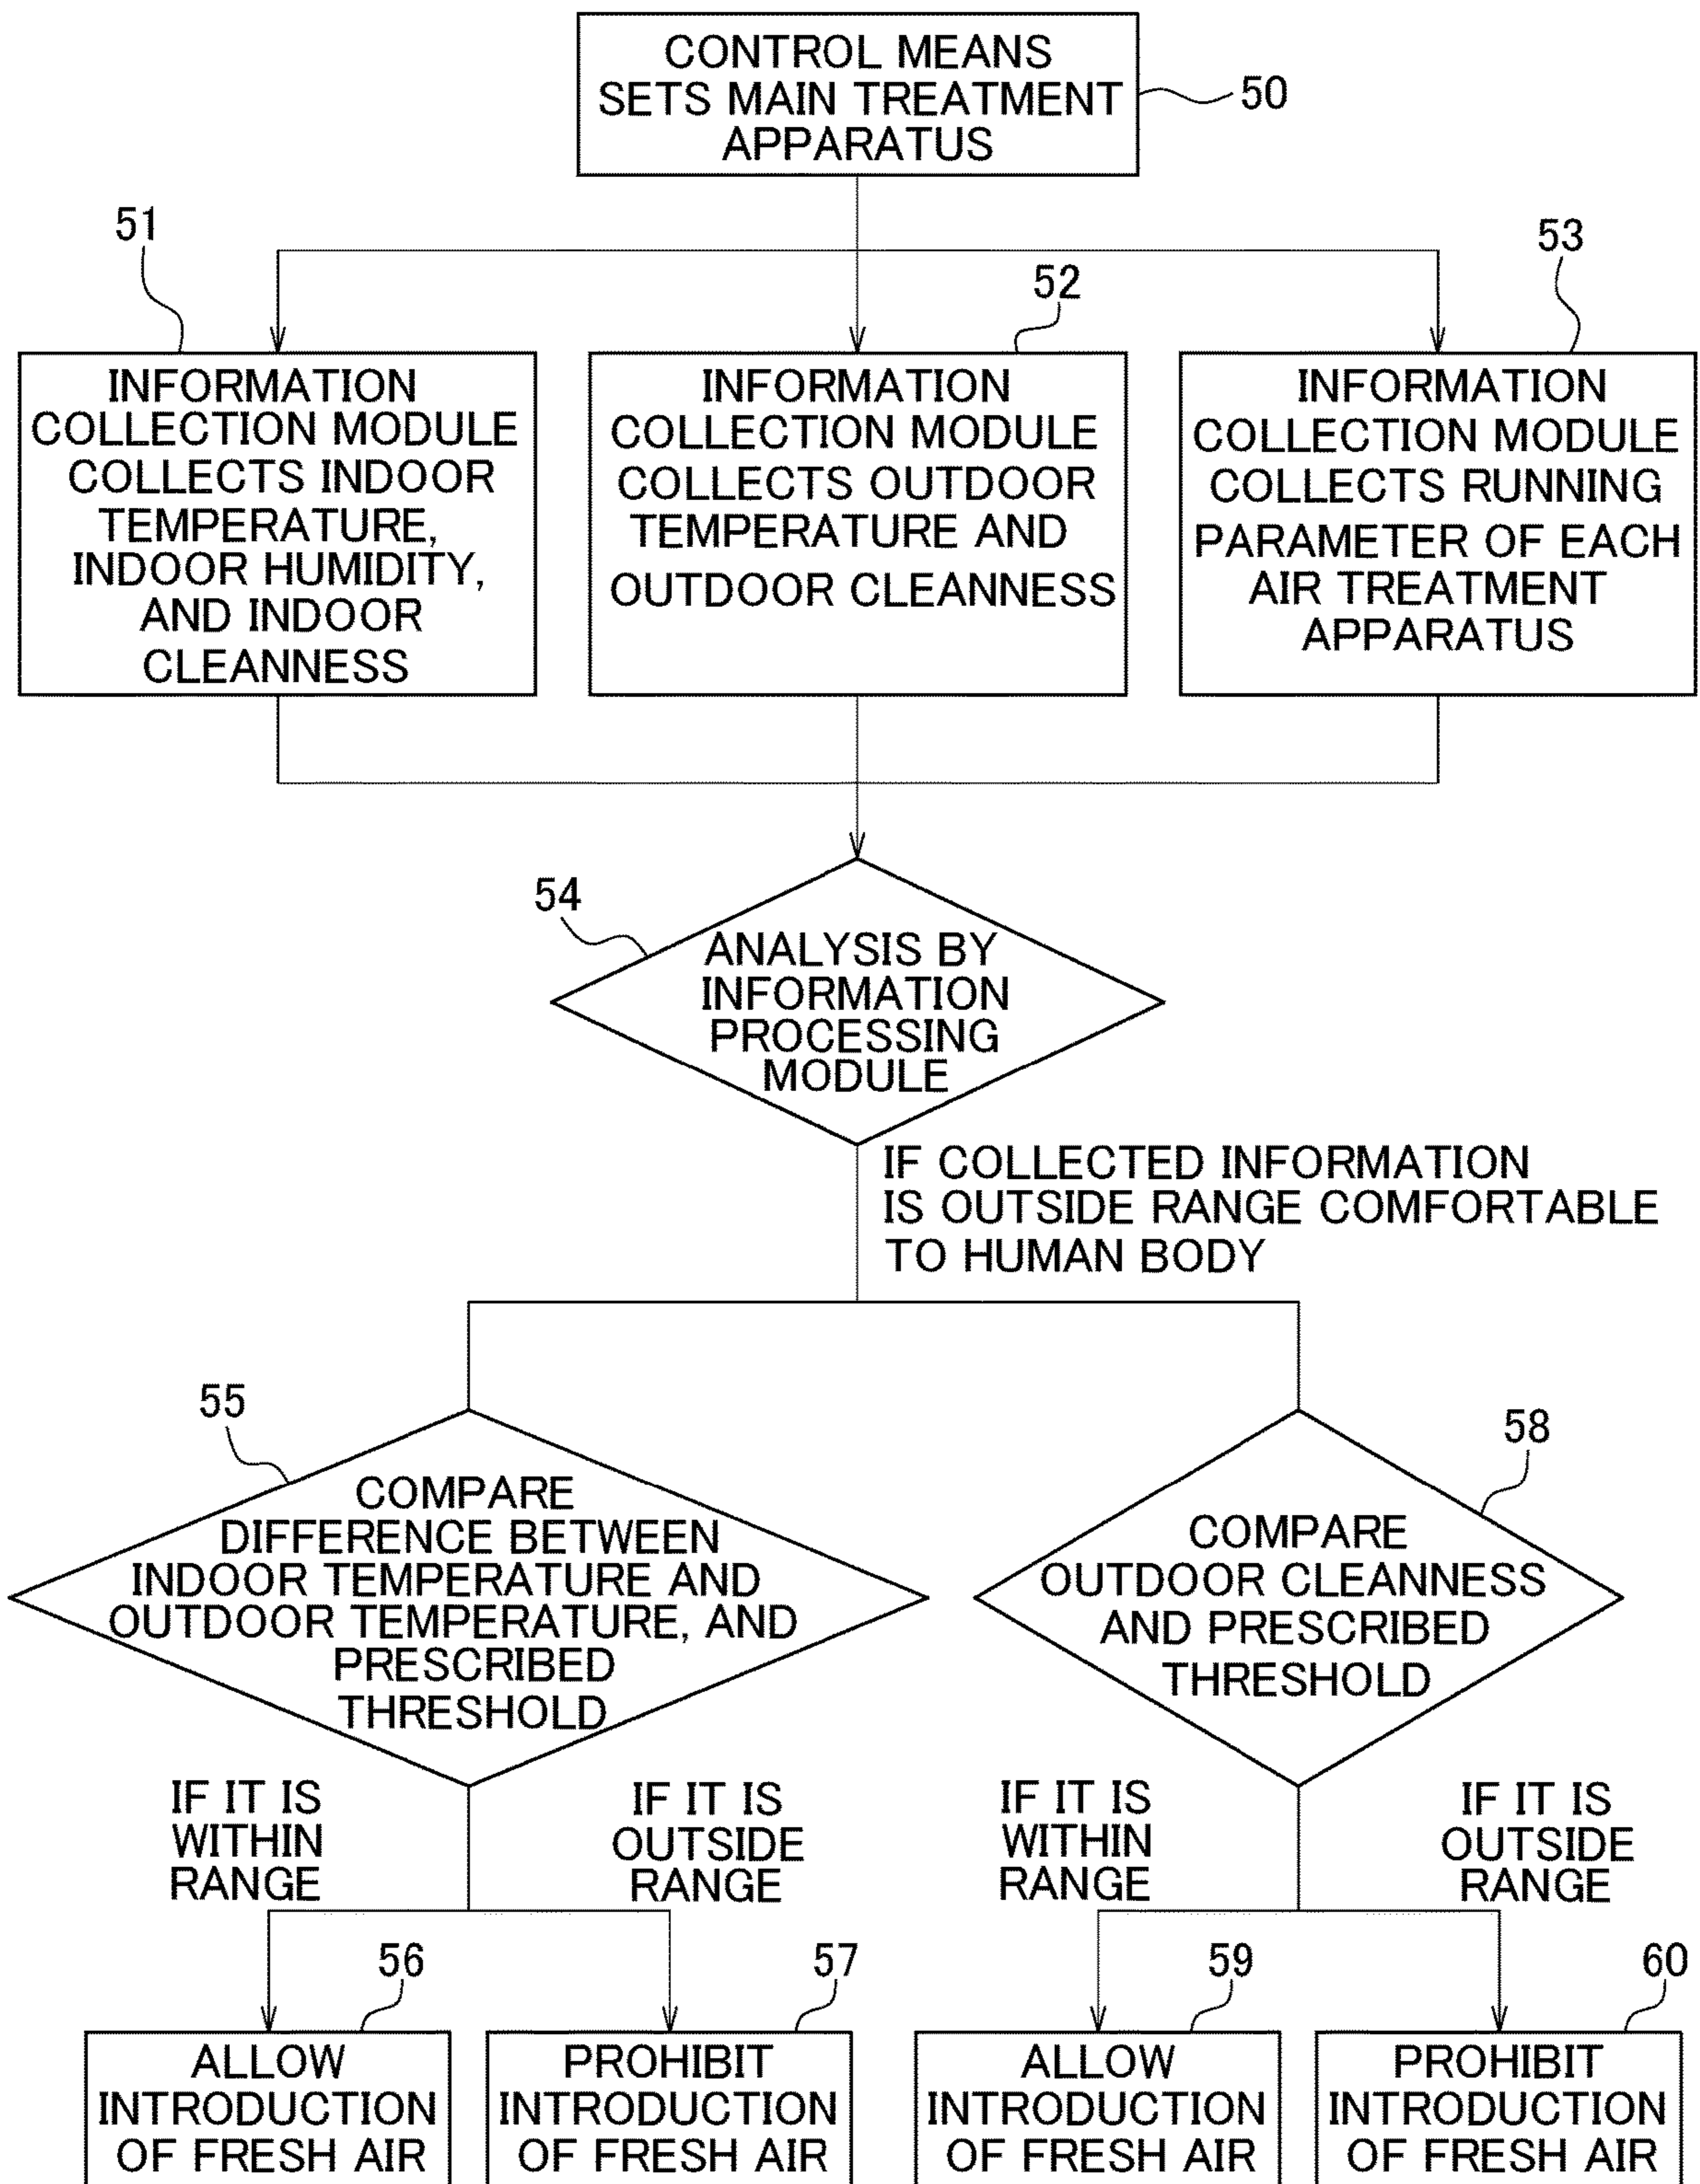 CONTROL MEANS
SETS MAIN TREATMENT
APPARATUS
50
51
INFORMATION
COLLECTION MODULE
COLLECTS INDOOR
TEMPERATURE,
INDOOR HUMIDITY,
AND INDOOR
CLEANNESS
52
INFORMATION
COLLECTION MODULE
COLLECTS OUTDOOR
TEMPERATURE AND
OUTDOOR CLEANNESS
53
INFORMATION
COLLECTION MODULE
COLLECTS RUNNING
PARAMETER OF EACH
AIR TREATMENT
APPARATUS
54
ANALYSIS BY
INFORMATION
PROCESSING
MODULE
IF COLLECTED INFORMATION
IS OUTSIDE RANGE COMFORTABLE
TO HUMAN BODY
55
COMPARE
DIFFERENCE BETWEEN
INDOOR TEMPERATURE AND
OUTDOOR TEMPERATURE, AND
PRESCRIBED
THRESHOLD
58
COMPARE
OUTDOOR CLEANNESS
AND PRESCRIBED
THRESHOLD
IF IT IS
WITHIN
RANGE
IF IT IS
OUTSIDE
RANGE
IF IT IS
WITHIN
RANGE
IF IT IS
OUTSIDE
RANGE
56
ALLOW
INTRODUCTION
OF FRESH AIR
57
PROHIBIT
INTRODUCTION
OF FRESH AIR
59
ALLOW
INTRODUCTION
OF FRESH AIR
60
PROHIBIT
INTRODUCTION
OF FRESH AIR